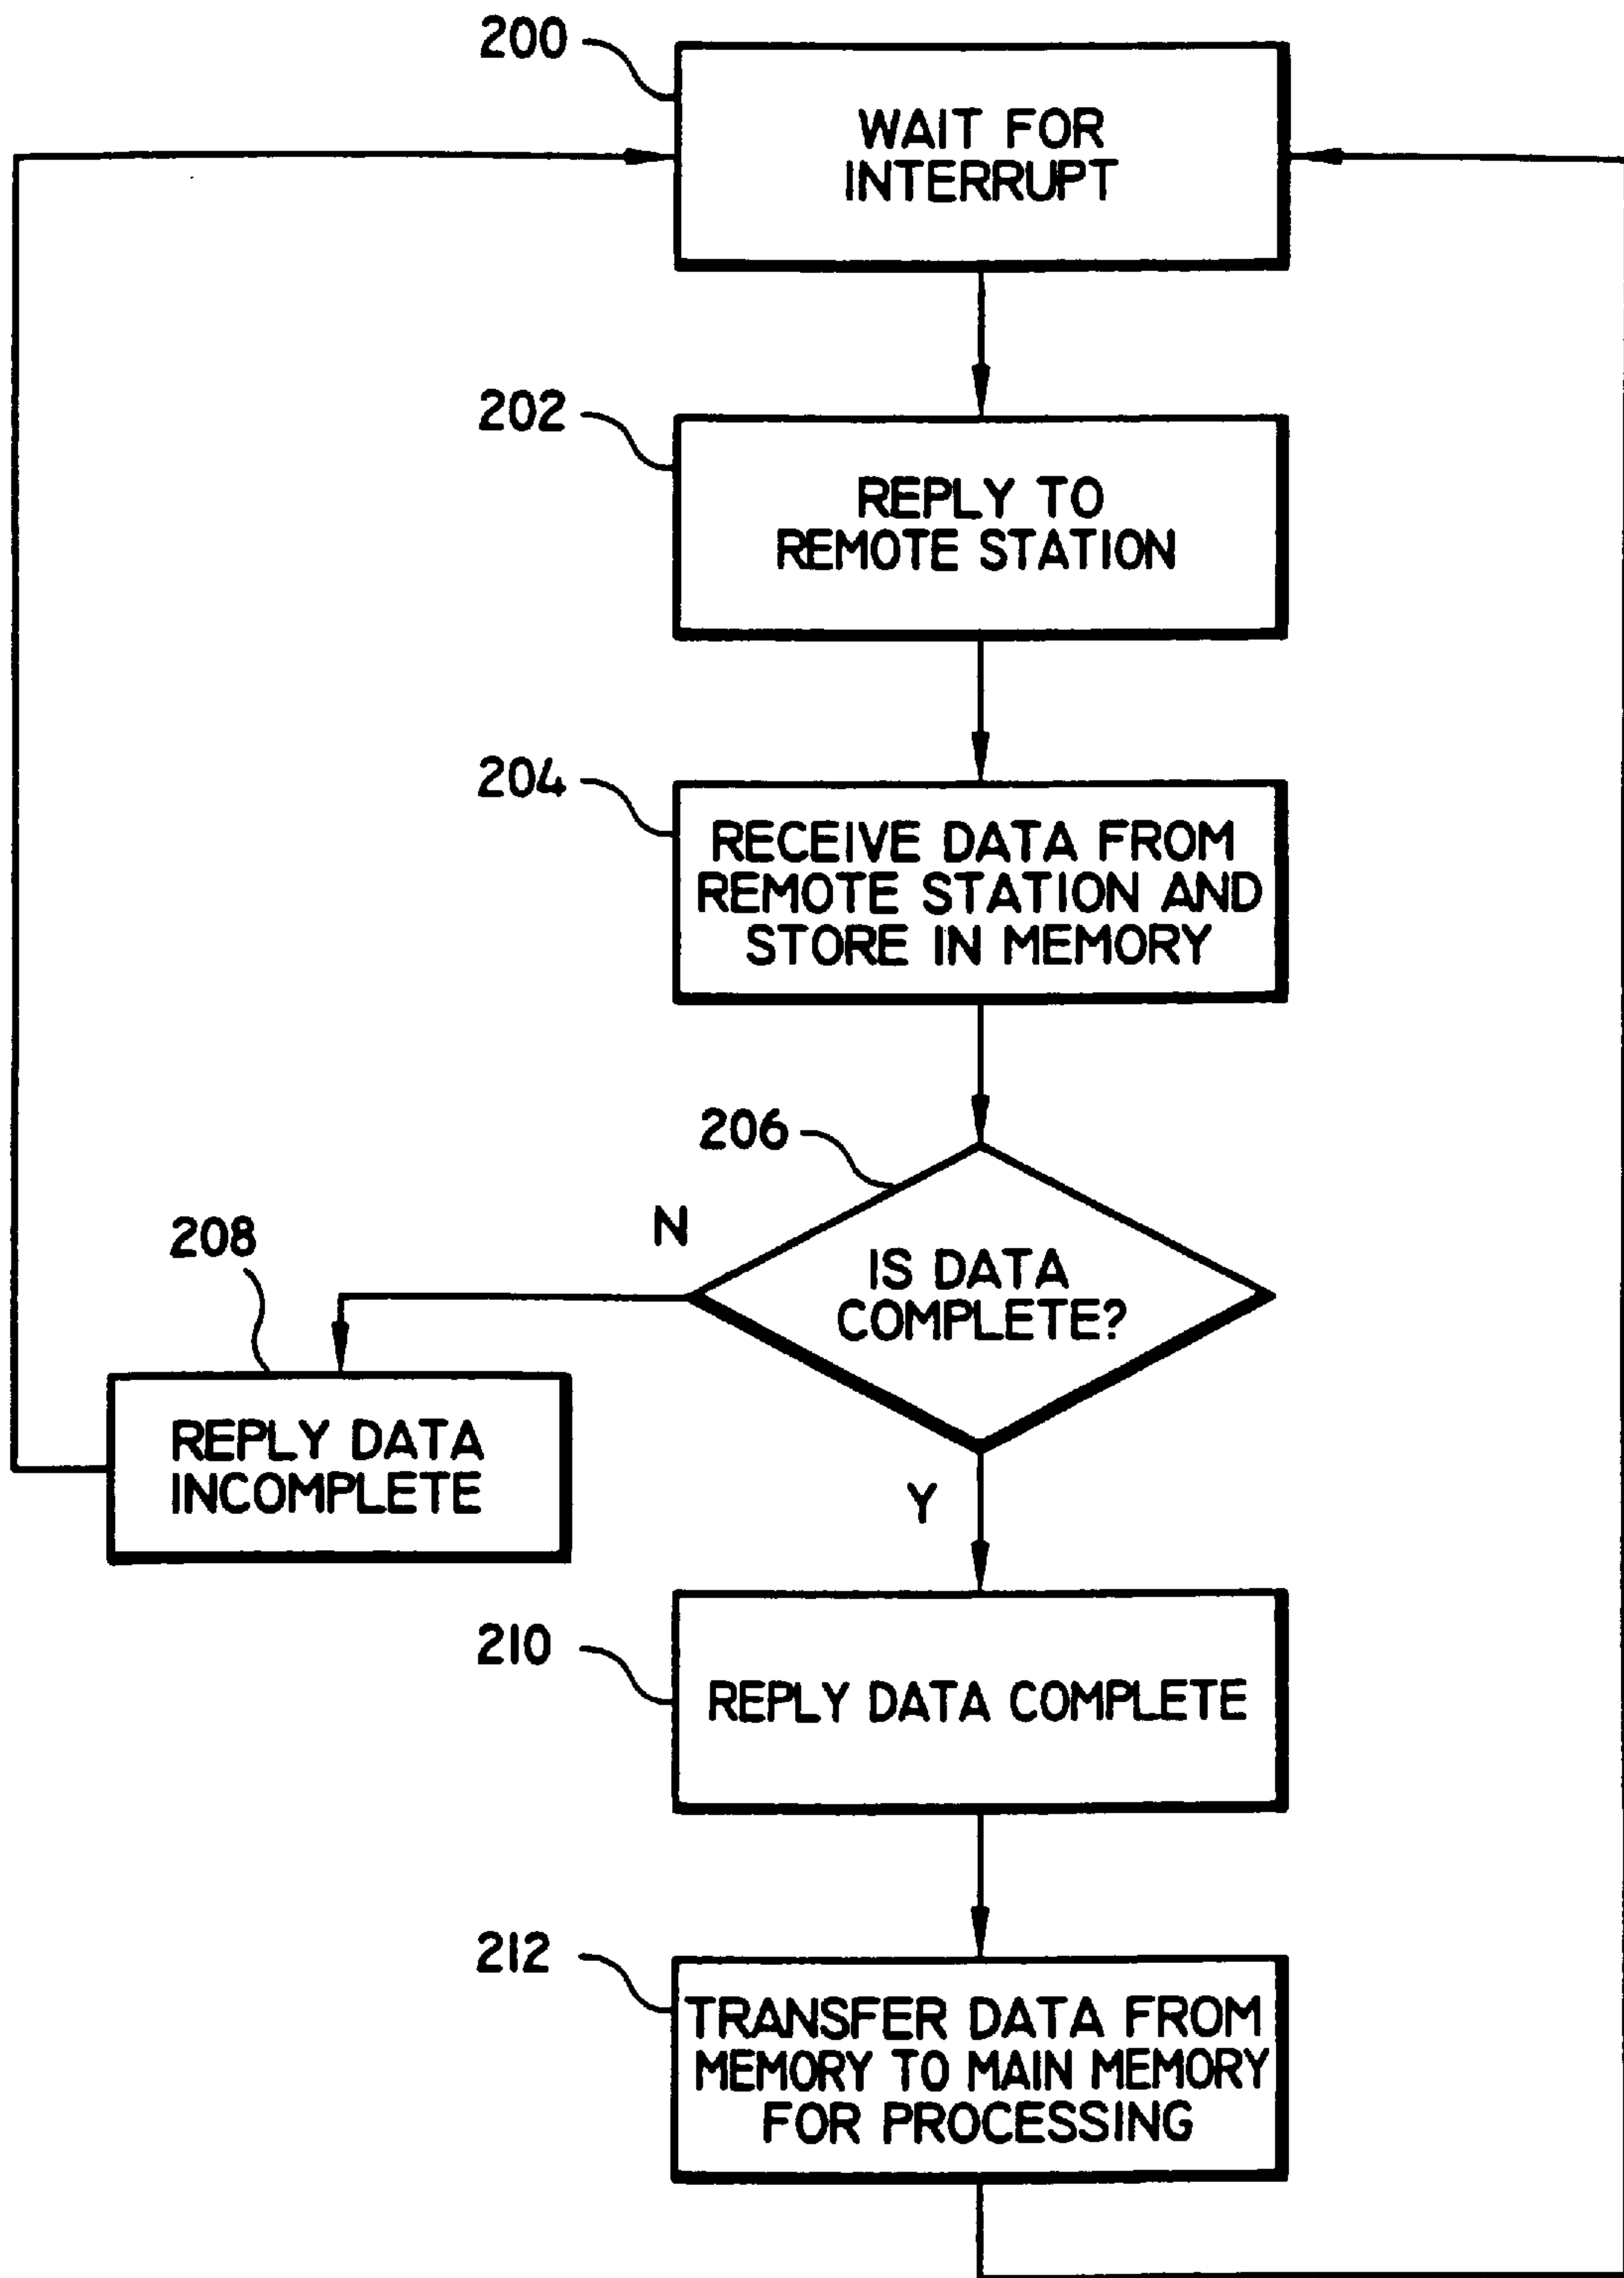 200
WAIT FOR
INTERRUPT
202
REPLY TO
REMOTE STATION
204
RECEIVE DATA FROM
REMOTE STATION AND
STORE IN MEMORY
206
N
IS DATA
COMPLETE?
208
REPLY DATA
INCOMPLETE
Y
210
REPLY DATA COMPLETE
212
TRANSFER DATA FROM
MEMORY TO MAIN MEMORY
FOR PROCESSING